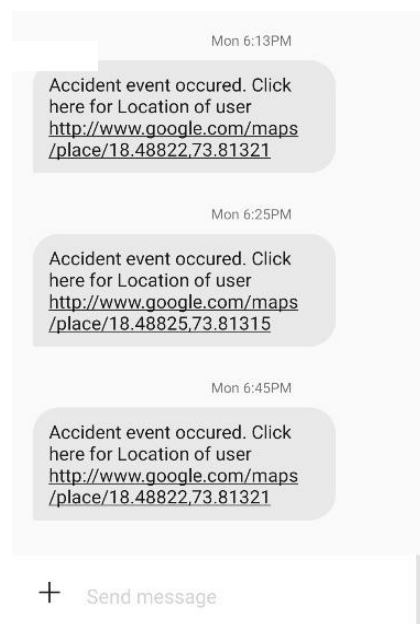 Mon 6:13PM
Accident event occured. Click
here for Location of user
http://www.google.com/maps
/place/18.48822,73.81321
Mon 6:25PM
Accident event occured. Click
here for Location of user
http://www.google.com/maps
/place/18.48825,73.81315
Mon 6:45PM
Accident event occured. Click
here for Location of user
http://www.google.com/maps
/place/18.48822,73.81321
+ Send message